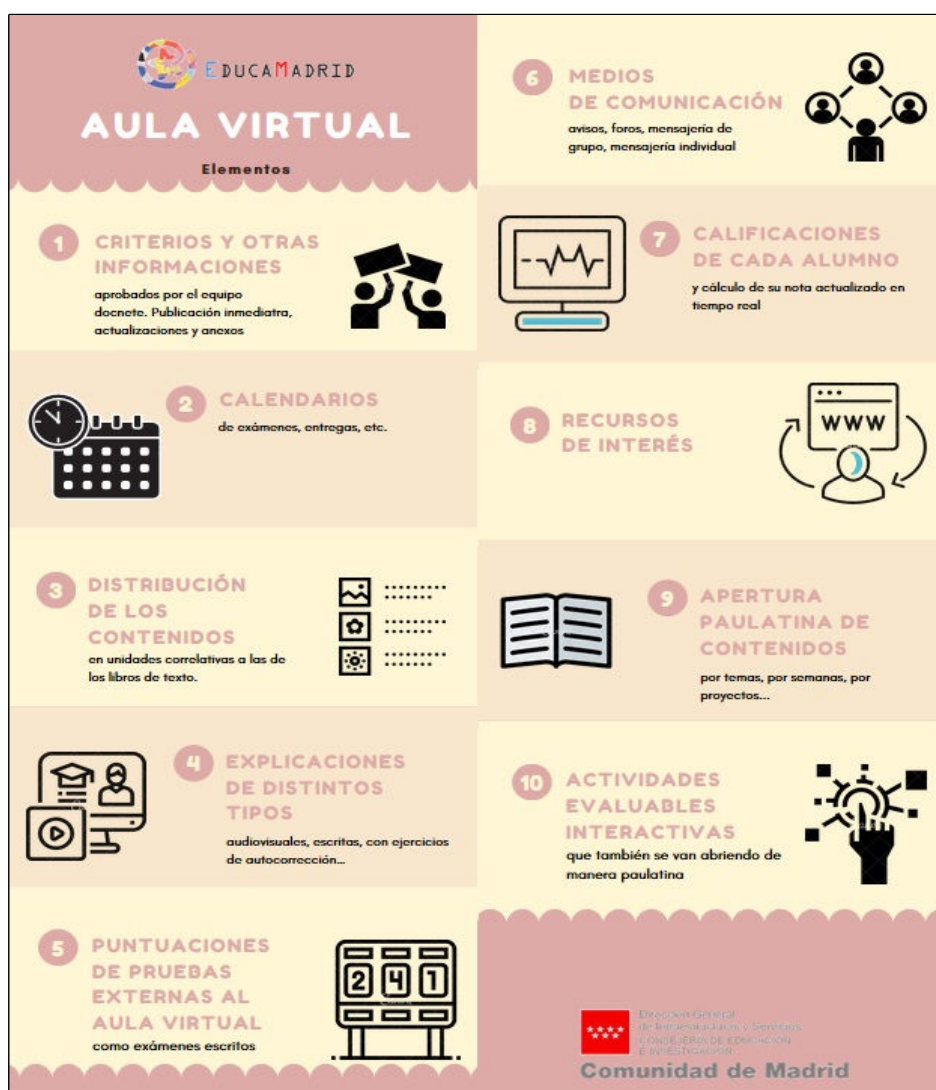 EDUCAMADRID
AULA VIRTUAL
Elementos
1
CRITERIOS Y OTRAS
INFORMACIONES
aprobados por el equipo
docnete. Publicación inmediatra,
actualizaciones y anexos
2
CALENDARIOS
de exámenes, entregas, etc.
3
DISTRIBUCIÓN
DE LOS
CONTENIDOS
en unidades correlativas a las de
los libros de texto.
4
EXPLICACIONES
DE DISTINTOS
TIPOS
audiovisuales, escritas, con ejercicios
de autocorrección...
5
PUNTUACIONES
DE PRUEBAS
EXTERNAS AL
AULA VIRTUAL
como exámenes escritos
2 4 1
6
MEDIOS
DE COMUNICACIÓN
avisos, foros, mensajería de
grupo, mensajería individual
7
CALIFICACIONES
DE CADA ALUMNO
y cálculo de su nota actualizado en
tiempo real
8
RECURSOS
DE INTERÉS
WWW
9
APERTURA
PAULATINA DE
CONTENIDOS
por temas, por semanas, por
proyectos...
10
ACTIVIDADES
EVALUABLES
INTERACTIVAS
que también se van abriendo de
manera paulatina
Dirección General
de Infraestructuras y Servicios
CONSEJERÍA DE EDUCACIÓN
E INVESTIGACIÓN
Comunidad de Madrid